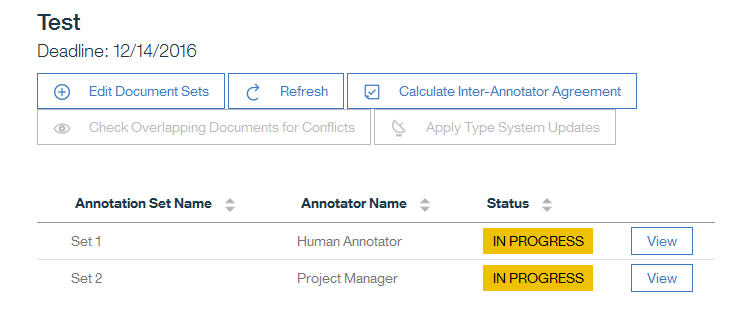 Test
Deadline: 12/14/2016
Edit Document Sets Refresh Calculate Inter-Annotator Agreement
Check Overlapping Documents for Conflicts Apply Type System Updates
Annotation Set Name Annotator Name Status
Set 1 Human Annotator IN PROGRESS View
Set 2 Project Manager IN PROGRESS View